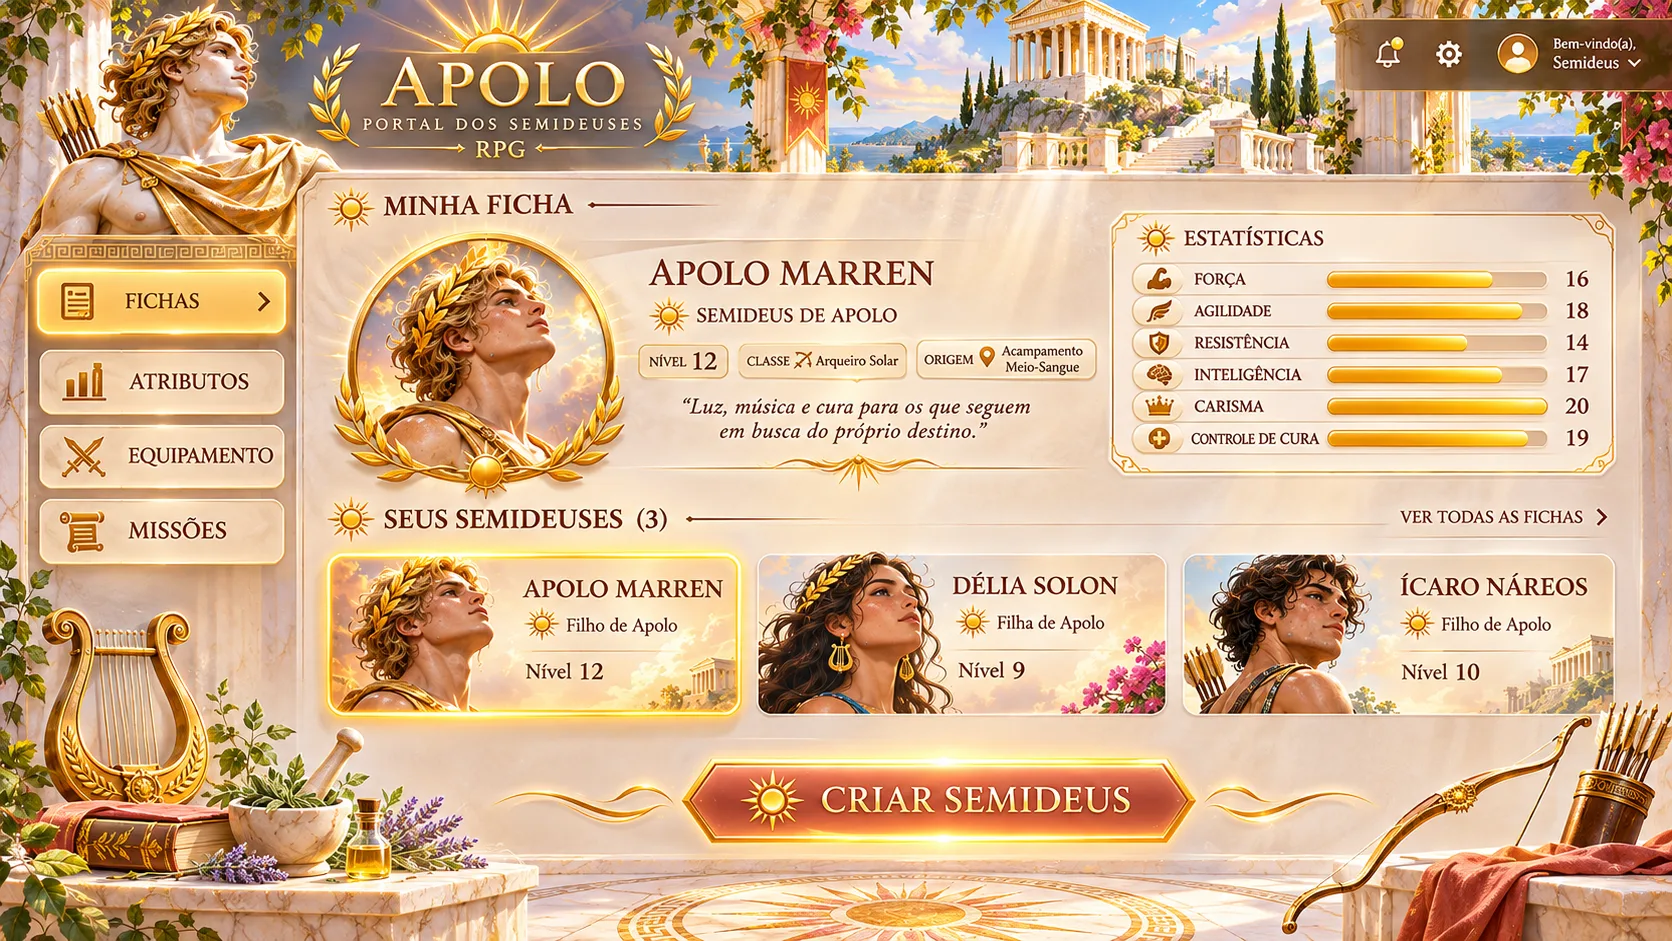 APOLO
PORTAL DOS SEMIDEUSES
RPG
Bem-vindo(a),
Semideus
FICHAS
ATRIBUTOS
EQUIPAMENTO
MISSÕES
MINHA FICHA
APOLO MARREN
SEMIDEUS DE APOLO
NÍVEL 12
CLASSE Arqueiro Solar
ORIGEM Acampamento
Meio-Sangue
“Luz, música e cura para os que seguem
em busca do próprio destino.”
ESTATÍSTICAS
FORÇA 16
AGILIDADE 18
RESISTÊNCIA 14
INTELIGÊNCIA 17
CARISMA 20
CONTROLE DE CURA 19
SEUS SEMIDEUSES (3)
VER TODAS AS FICHAS
APOLO MARREN
Filho de Apolo
Nível 12
DÉLIA SOLON
Filha de Apolo
Nível 9
ÍCARO NÁREOS
Filho de Apolo
Nível 10
CRIAR SEMIDEUS